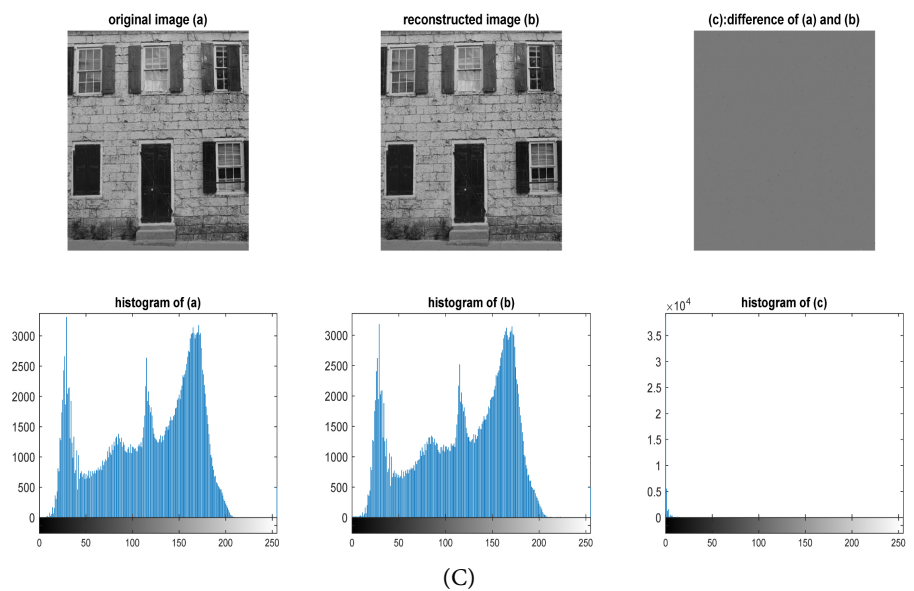 original image (a)
reconstructed image (b)
(c):difference of (a) and (b)
histogram of (a)
3000
2500
2000
1500
1000
500
0
0 50 100 150 200 250
histogram of (b)
3000
2500
2000
1500
1000
500
0
0 50 100 150 200 250
histogram of (c)
×10⁴
3.5
3
2.5
2
1.5
1
0.5
0
0 50 100 150 200 250
(C)